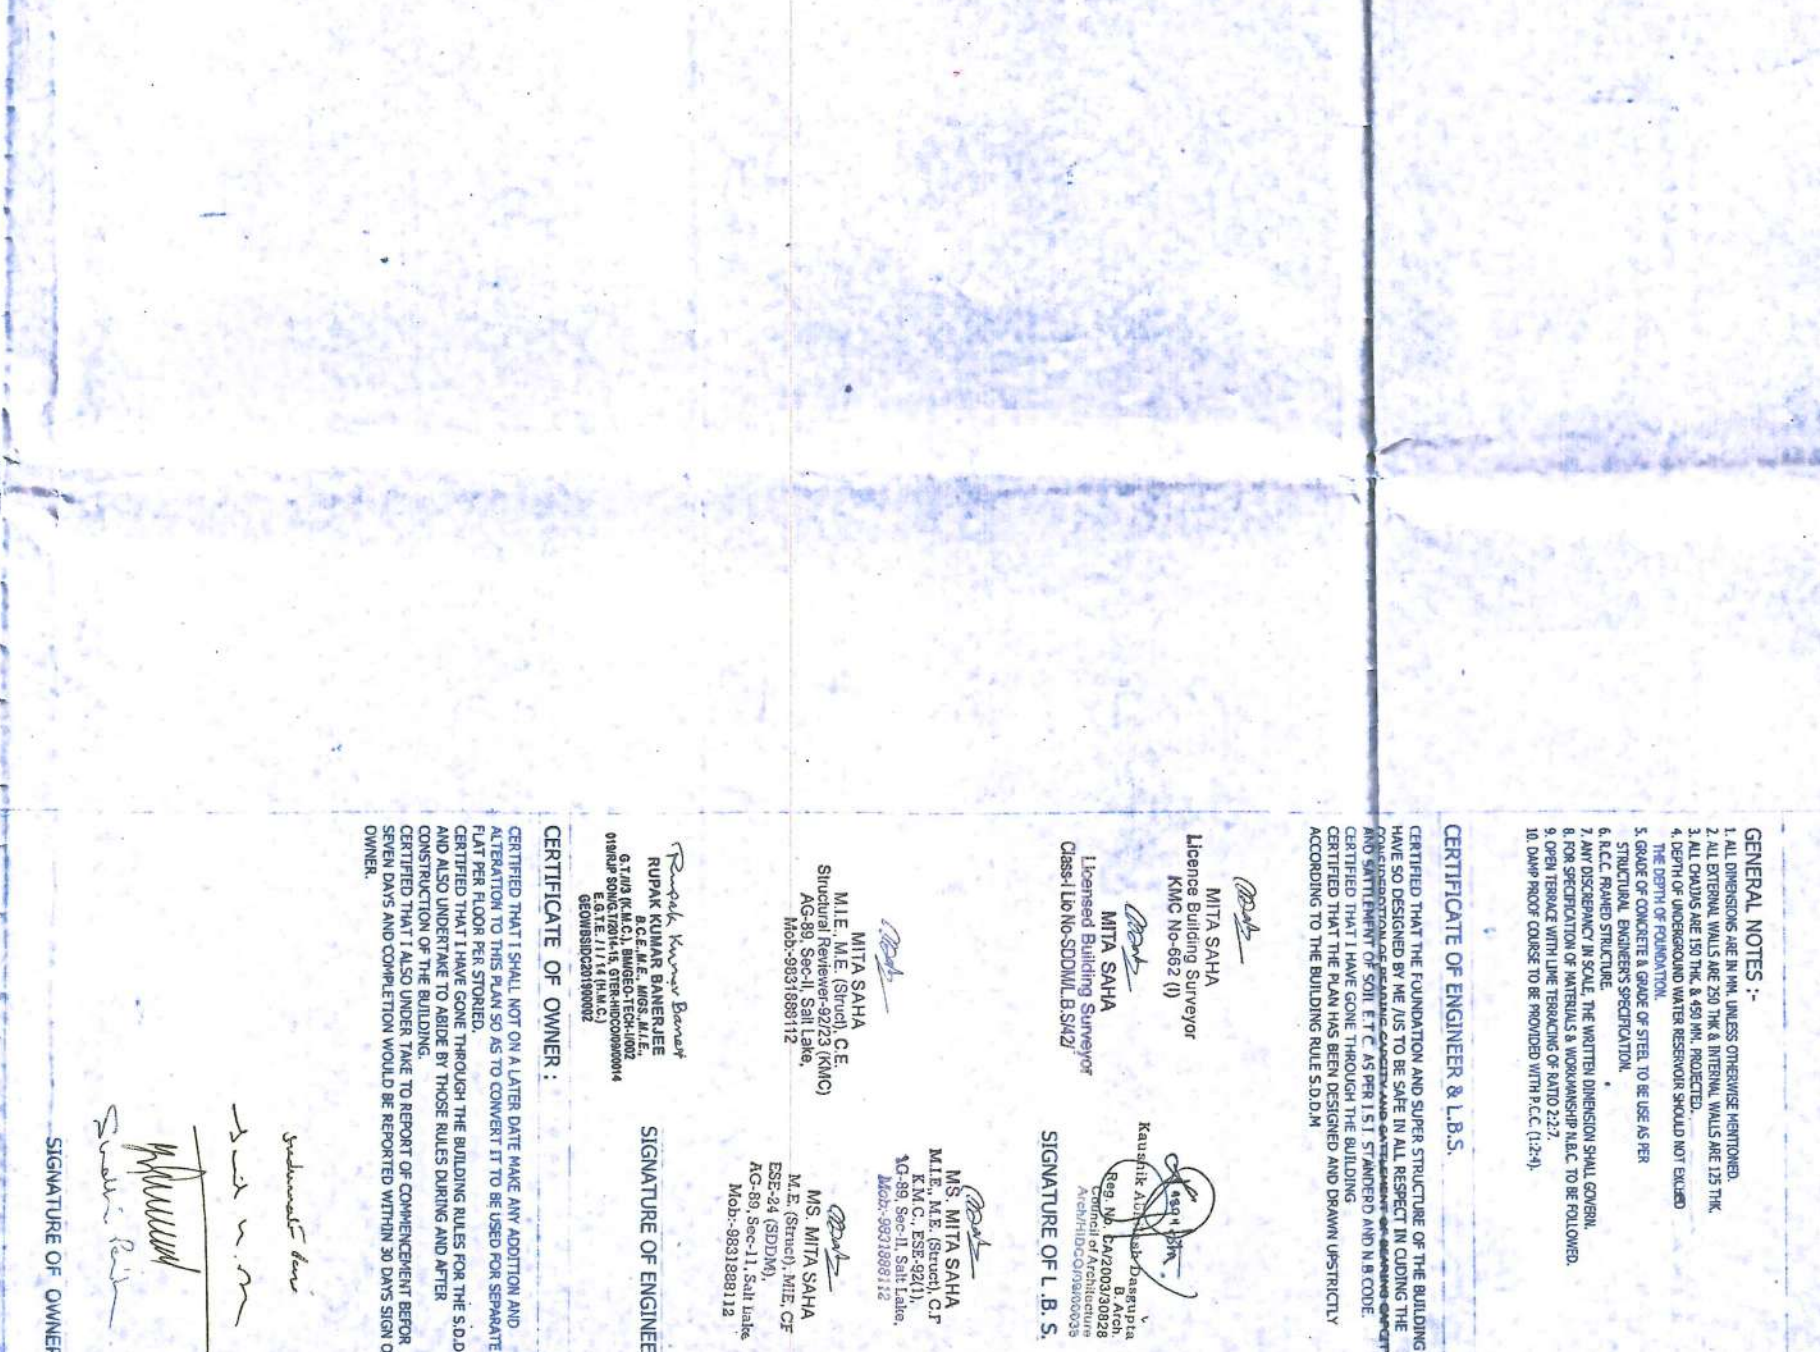 GENERAL NOTES :-
1. ALL DIMENSIONS ARE IN MM. UNLESS OTHERWISE MENTIONED.
2. ALL EXTERNAL WALLS ARE 250 THK & INTERNAL WALLS ARE 125 THK.
3. ALL CHAJJAS ARE 150 THK. & 450 MM. PROJECTED.
4. DEPTH OF UNDERGROUND WATER RESERVOIR SHOULD NOT EXCEED
THE DEPTH OF FOUNDATION.
5. GRADE OF CONCRETE & GRADE OF STEEL TO BE USE AS PER
STRUCTURAL ENGINEER'S SPECIFICATION.
6. R.C.C. FRAMED STRUCTURE.
7. ANY DISCREPANCY IN SCALE, THE WRITTEN DIMENSION SHALL GOVERN.
8. FOR SPECIFICATION OF MATERIALS & WORKMANSHIP N.B.C. TO BE FOLLOWED.
9. OPEN TERRACE WITH LIME TERRACING OF RATIO 2:2:7.
10. DAMP PROOF COURSE TO BE PROVIDED WITH P.C.C. (1:2:4).
CERTIFICATE OF ENGINEER & L.B.S.
CERTIFIED THAT THE FOUNDATION AND SUPER STRUCTURE OF THE BUILDING
HAVE SO DESIGNED BY ME /US TO BE SAFE IN ALL RESPECT IN CUDING THE
AND SATTLEMENT OF SOIL E.T.C. AS PER I.S.T. STANDERD AND N.B CODE.
CERTIFIED THAT I HAVE GONE THROUGH THE BUILDING
CERTIFIED THAT THE PLAN HAS BEEN DESIGNED AND DRAWN UPSTRICTLY
ACCORDING TO THE BUILDING RULE S.D.D.M
MITA SAHA
Licence Building Surveyor
KMC No-662 (I)
MITA SAHA
Licensed Building Surveyor
Class-I Lic No-SDDM/L.B.S/42/
Kaushik Dasgupta
B. Arch.
Reg. No. CA/2003/30828
Council of Architecture
SIGNATURE OF L .B. S.
MITA SAHA
M.I.E., M.E. (Struct), C.E.
Structural Reviewer-92/23 (KMC)
AG-89, Sec-II, Salt Lake,
Mob:-9831888112
MS. MITA SAHA
M.I.E., M.E. (Struct), C.F
K.M.C., ESE-92(1),
AG-89, Sec-II, Salt Lake,
Mob:-9831888112
MS. MITA SAHA
M.E. (Struct), MIE, CF
ESE-24 (SDDM),
AG-89, Sec-11, Salt Lake
Mob:-9831888112
Rupak Kumar Banerjee
RUPAK KUMAR BANERJEE
B.C.E., M.E., MIGS., M.I.E.,
E.G.T.E. / I / 14 (H.M.C.)
SIGNATURE OF ENGINEE
CERTIFICATE OF OWNER :
CERTIFIED THAT I SHALL NOT ON A LATER DATE MAKE ANY ADDITION AND
ALTERATION TO THIS PLAN SO AS TO CONVERT IT TO BE USED FOR SEPARATE
FLAT PER FLOOR PER STORIED.
CERTIFIED THAT I HAVE GONE THROUGH THE BUILDING RULES FOR THE S.D.D
AND ALSO UNDERTAKE TO ABIDE BY THOSE RULES DURING AND AFTER
CONSTRUCTION OF THE BUILDING.
CERTIFIED THAT I ALSO UNDER TAKE TO REPORT OF COMMENCEMENT BEFOR
SEVEN DAYS AND COMPLETION WOULD BE REPORTED WITHIN 30 DAYS SIGN O
OWNER.
SIGNATURE OF OWNER